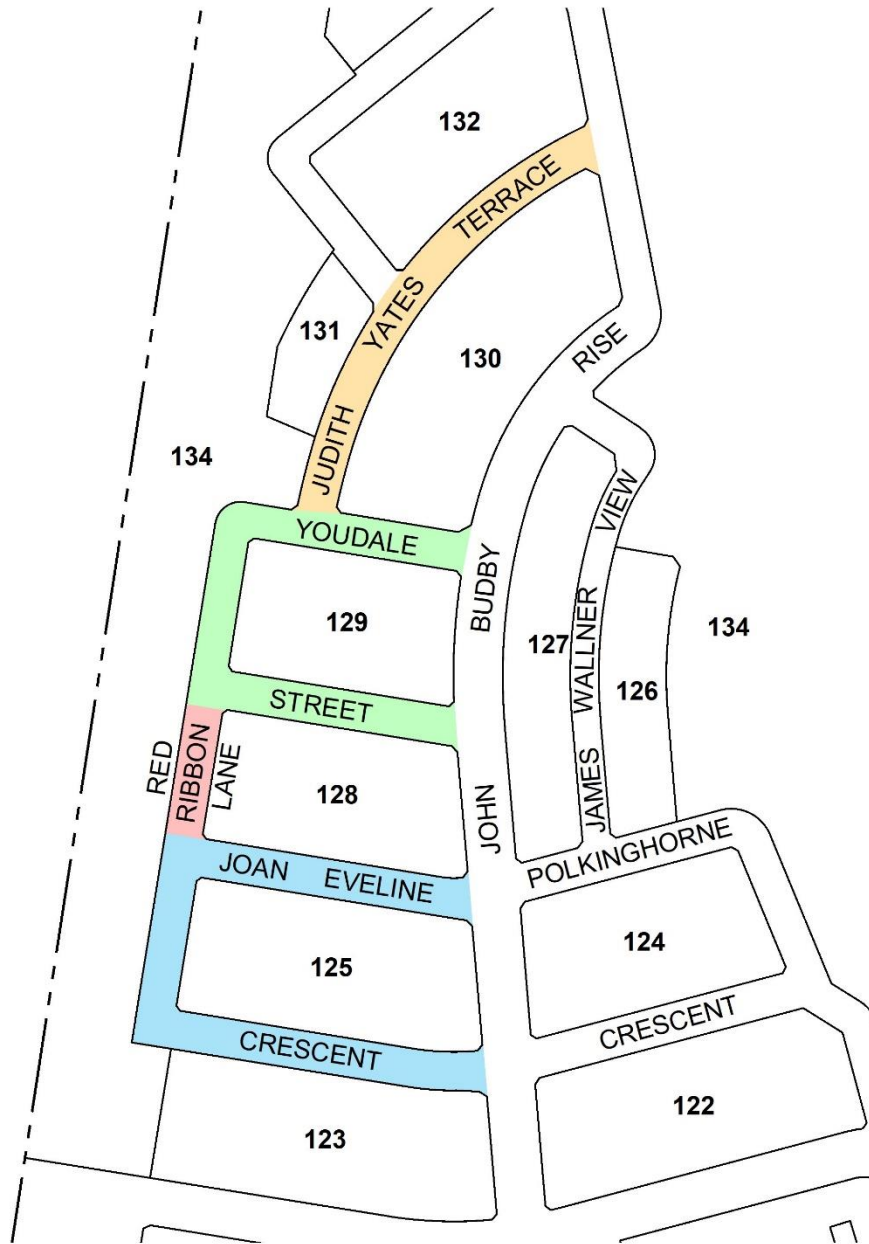 132
JUDITH YATES TERRACE
131
130
RISE
134
YOUDALE
VIEW
BUDBY
129
127
134
WALLNER
126
STREET
RED
RIBBON
LANE
128
JOHN
JAMES
POLKINGHORNE
JOAN EVELINE
124
125
CRESCENT
CRESCENT
122
123